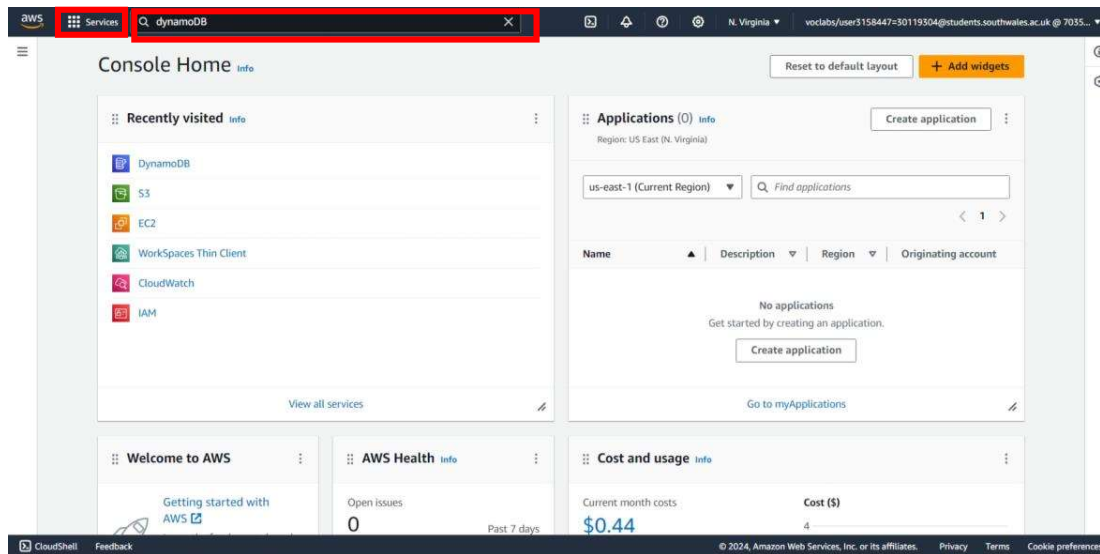 aws Services dynamoDB N. Virginia voclabs/user3158447=30119304@students.southwales.ac.uk @ 7035...
Console Home Info
Reset to default layout
+ Add widgets
Recently visited Info
DynamoDB
S3
EC2
WorkSpaces Thin Client
CloudWatch
IAM
View all services
Applications (0) Info
Region: US East (N. Virginia)
Create application
us-east-1 (Current Region)
Find applications
1
Name Description Region Originating account
No applications
Get started by creating an application.
Create application
Go to myApplications
Welcome to AWS
Getting started with
AWS
AWS Health Info
Open issues
0
Past 7 days
Cost and usage Info
Current month costs
$0.44
Cost ($)
4
CloudShell Feedback © 2024, Amazon Web Services, Inc. or its affiliates. Privacy Terms Cookie preferences